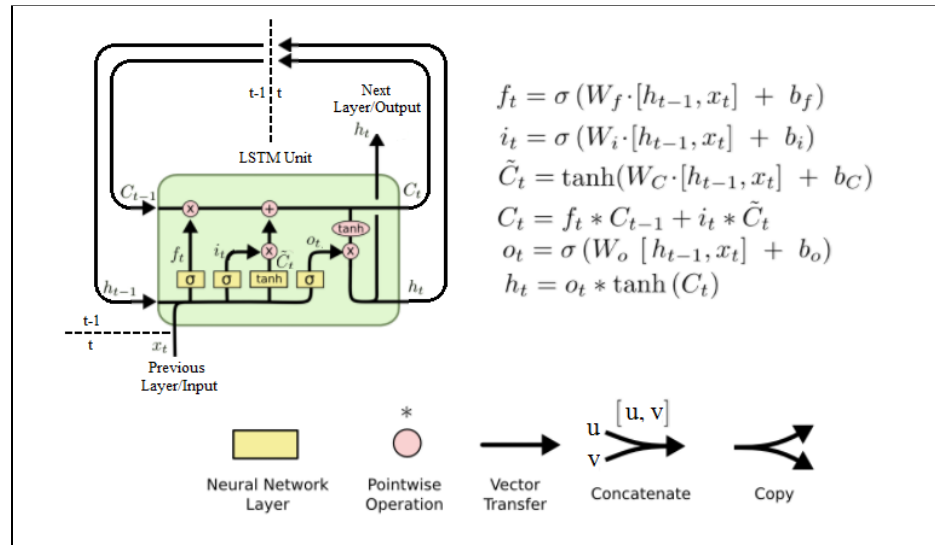 t-1 t
Next
Layer/Output
h_t
LSTM Unit
C_{t-1}
C_t
x
+
tanh
f_t
i_t
x
C̃_t
o_t
x
σ
σ
tanh
σ
h_{t-1}
h_t
t-1
t
x_t
Previous
Layer/Input
f_t = σ (W_f·[h_{t-1}, x_t] + b_f)
i_t = σ (W_i·[h_{t-1}, x_t] + b_i)
C̃_t = tanh(W_C·[h_{t-1}, x_t] + b_C)
C_t = f_t * C_{t-1} + i_t * C̃_t
o_t = σ (W_o [h_{t-1}, x_t] + b_o)
h_t = o_t * tanh (C_t)
*
[u, v]
u
v
Neural Network
Layer
Pointwise
Operation
Vector
Transfer
Concatenate
Copy